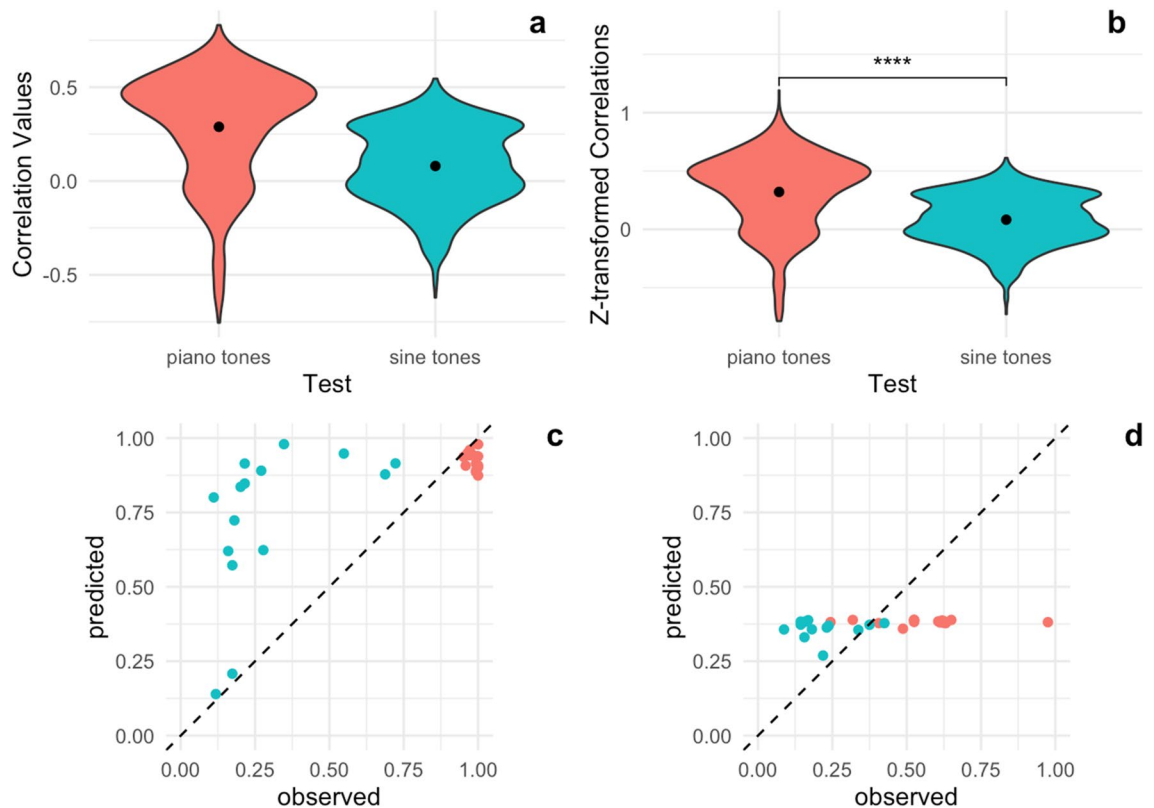 a
Correlation Values
0.5
0.0
-0.5
piano tones
sine tones
Test
b
Z-transformed Correlations
****
1
0
piano tones
sine tones
Test
c
predicted
1.00
0.75
0.50
0.25
0.00
0.00 0.25 0.50 0.75 1.00
observed
d
predicted
1.00
0.75
0.50
0.25
0.00
0.00 0.25 0.50 0.75 1.00
observed